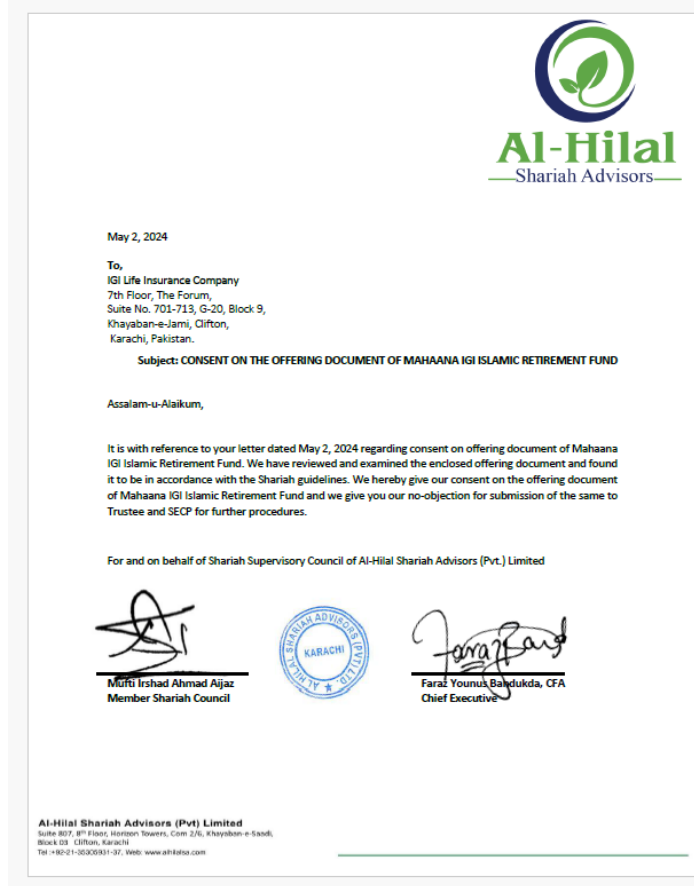 Al-Hilal
Shariah Advisors
May 2, 2024
To,
IGI Life Insurance Company
7th Floor, The Forum,
Suite No. 701-713, G-20, Block 9,
Khayaban-e-Jami, Clifton,
Karachi, Pakistan.
Subject: CONSENT ON THE OFFERING DOCUMENT OF MAHAANA IGI ISLAMIC RETIREMENT FUND
Assalam-u-Alaikum,
It is with reference to your letter dated May 2, 2024 regarding consent on offering document of Mahaana
IGI Islamic Retirement Fund. We have reviewed and examined the enclosed offering document and found
it to be in accordance with the Shariah guidelines. We hereby give our consent on the offering document
of Mahaana IGI Islamic Retirement Fund and we give you our no-objection for submission of the same to
Trustee and SECP for further procedures.
For and on behalf of Shariah Supervisory Council of Al-Hilal Shariah Advisors (Pvt.) Limited
AL HILAL SHARIAH ADVISORS (PVT) LTD.
KARACHI
Mufti Irshad Ahmad Aijaz
Member Shariah Council
Faraz Younus Bandukda, CFA
Chief Executive
Al-Hilal Shariah Advisors (Pvt) Limited
Suite 807, 8th Floor, Horizon Towers, Com 2/6, Khayaban-e-Saadi,
Block 03 Clifton, Karachi
Tel :+92-21-35305931-37, Web: www.alhilalsa.com